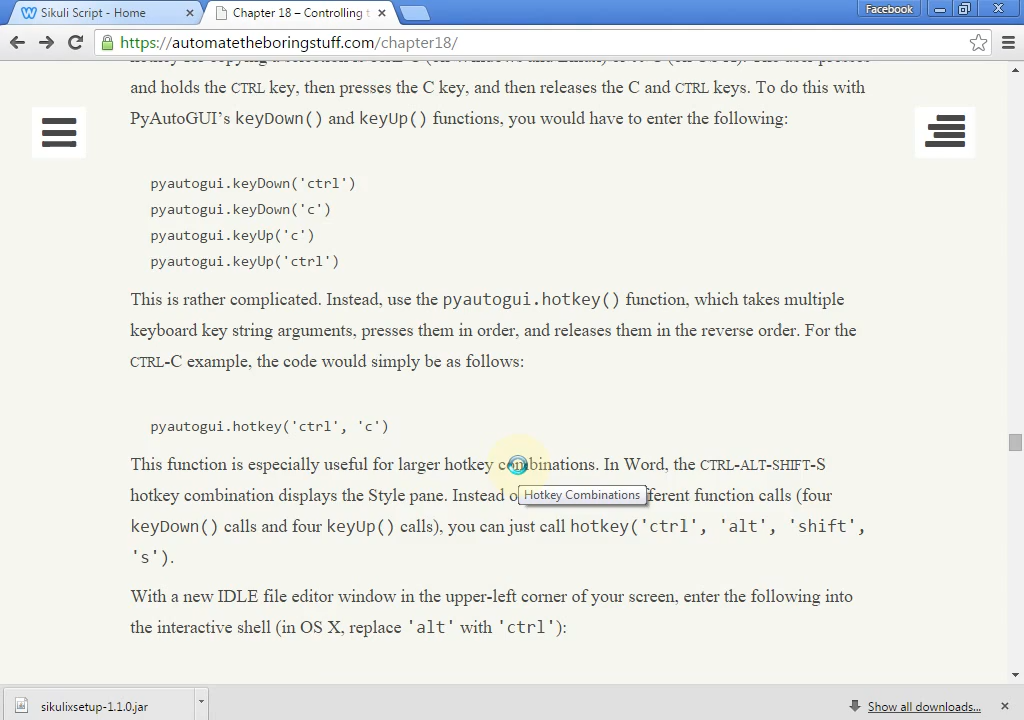 Sikuli Script - Home
Chapter 18 – Controlling t
Facebook
https://automatetheboringstuff.com/chapter18/
and holds the CTRL key, then presses the C key, and then releases the C and CTRL keys. To do this with
PyAutoGUI’s keyDown() and keyUp() functions, you would have to enter the following:
pyautogui.keyDown('ctrl')
pyautogui.keyDown('c')
pyautogui.keyUp('c')
pyautogui.keyUp('ctrl')
This is rather complicated. Instead, use the pyautogui.hotkey() function, which takes multiple
keyboard key string arguments, presses them in order, and releases them in the reverse order. For the
CTRL-C example, the code would simply be as follows:
pyautogui.hotkey('ctrl', 'c')
This function is especially useful for larger hotkey combinations. In Word, the CTRL-ALT-SHIFT-S
hotkey combination displays the Style pane. Instead fferent function calls (four
Hotkey Combinations
keyDown() calls and four keyUp() calls), you can just call hotkey('ctrl', 'alt', 'shift',
's').
With a new IDLE file editor window in the upper-left corner of your screen, enter the following into
the interactive shell (in OS X, replace 'alt' with 'ctrl'):
sikulixsetup-1.1.0.jar
Show all downloads...